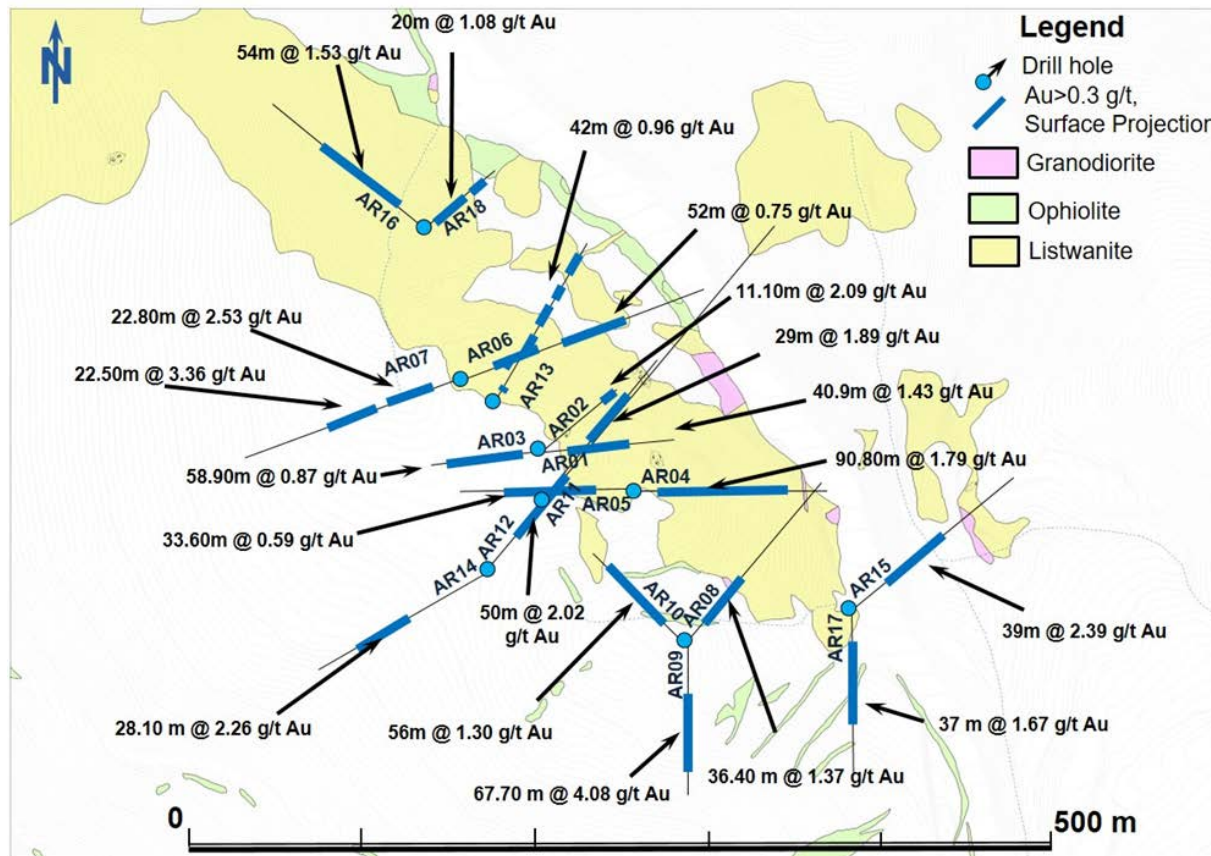 N
20m @ 1.08 g/t Au
54m @ 1.53 g/t Au
42m @ 0.96 g/t Au
52m @ 0.75 g/t Au
11.10m @ 2.09 g/t Au
29m @ 1.89 g/t Au
40.9m @ 1.43 g/t Au
90.80m @ 1.79 g/t Au
22.80m @ 2.53 g/t Au
22.50m @ 3.36 g/t Au
58.90m @ 0.87 g/t Au
33.60m @ 0.59 g/t Au
50m @ 2.02
g/t Au
39m @ 2.39 g/t Au
28.10 m @ 2.26 g/t Au
56m @ 1.30 g/t Au
37 m @ 1.67 g/t Au
36.40 m @ 1.37 g/t Au
67.70 m @ 4.08 g/t Au
AR16
AR18
AR07
AR06
AR13
AR02
AR03
AR01
AR04
AR05
AR11
AR12
AR14
AR10
AR08
AR09
AR15
AR17
Legend
Drill hole
Au>0.3 g/t,
Surface Projection
Granodiorite
Ophiolite
Listwanite
0
500 m